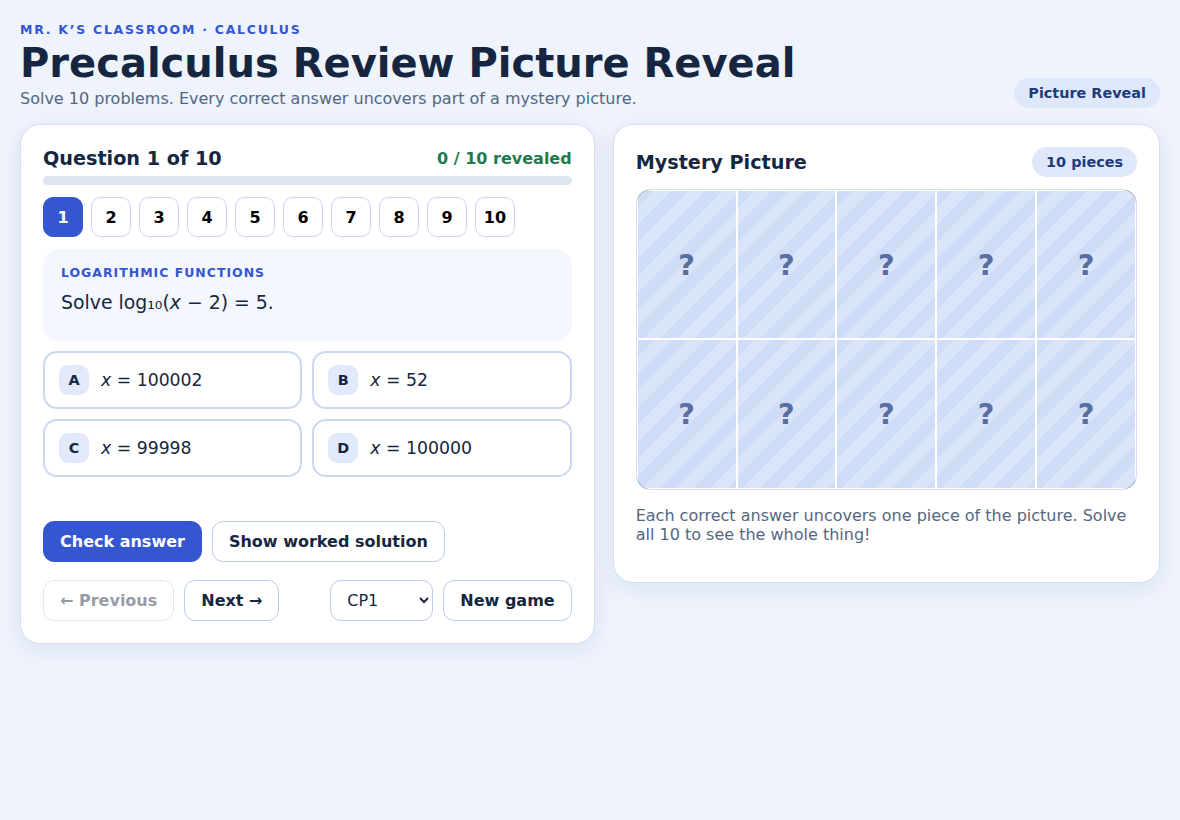 MR. K’S CLASSROOM · CALCULUS
Precalculus Review Picture Reveal
Solve 10 problems. Every correct answer uncovers part of a mystery picture.
Picture Reveal
Question 1 of 10
0 / 10 revealed
1 2 3 4 5 6 7 8 9 10
LOGARITHMIC FUNCTIONS
Solve log₁₀(x − 2) = 5.
A x = 100002
B x = 52
C x = 99998
D x = 100000
Check answer
Show worked solution
← Previous
Next →
CP1
New game
Mystery Picture
10 pieces
? ? ? ? ?
? ? ? ? ?
Each correct answer uncovers one piece of the picture. Solve
all 10 to see the whole thing!